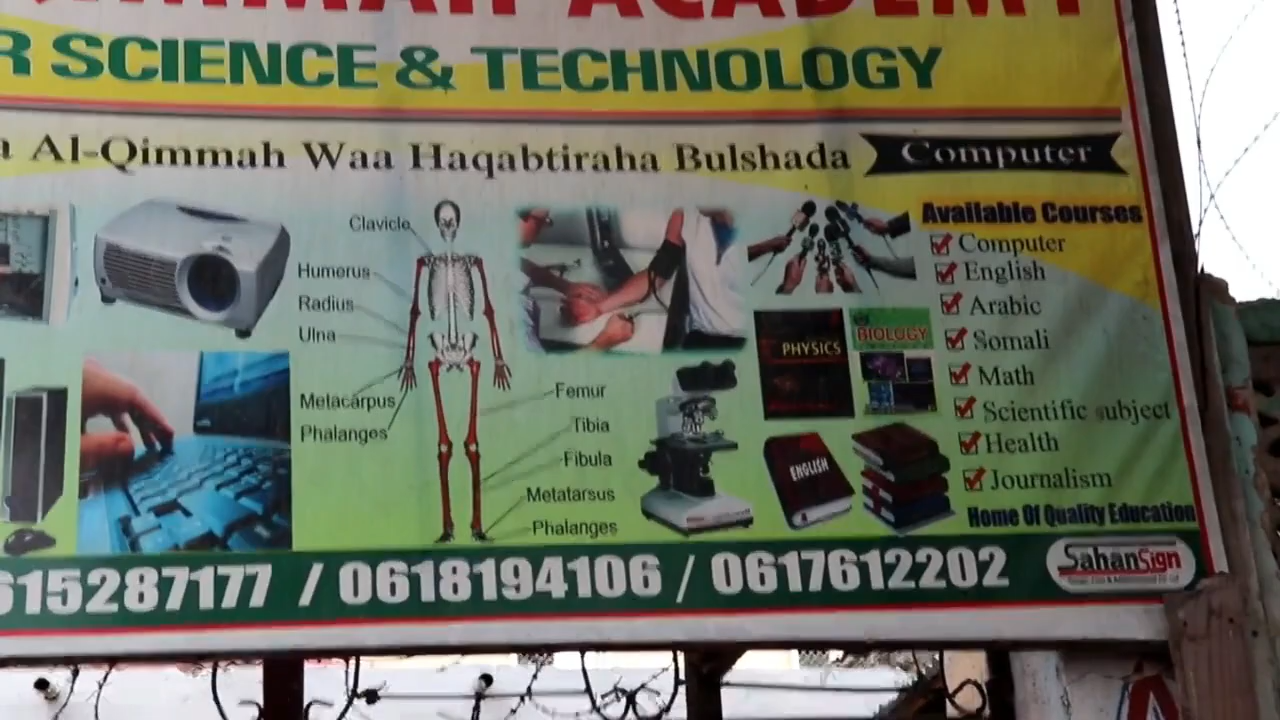 ACADEMY
SCIENCE & TECHNOLOGY
Al-Qimmah Waa Haqabtiraha Bulshada
Computer
Clavicle
Humerus
Radius
Ulna
Metacarpus
Phalanges
Femur
Tibia
Fibula
Metatarsus
Phalanges
PHYSICS
BIOLOGY
ENGLISH
Available Courses
Computer
English
Arabic
Somali
Math
Scientific subject
Health
Journalism
Home Of Quality Education
615287177 / 0618194106 / 0617612202
SahanSign